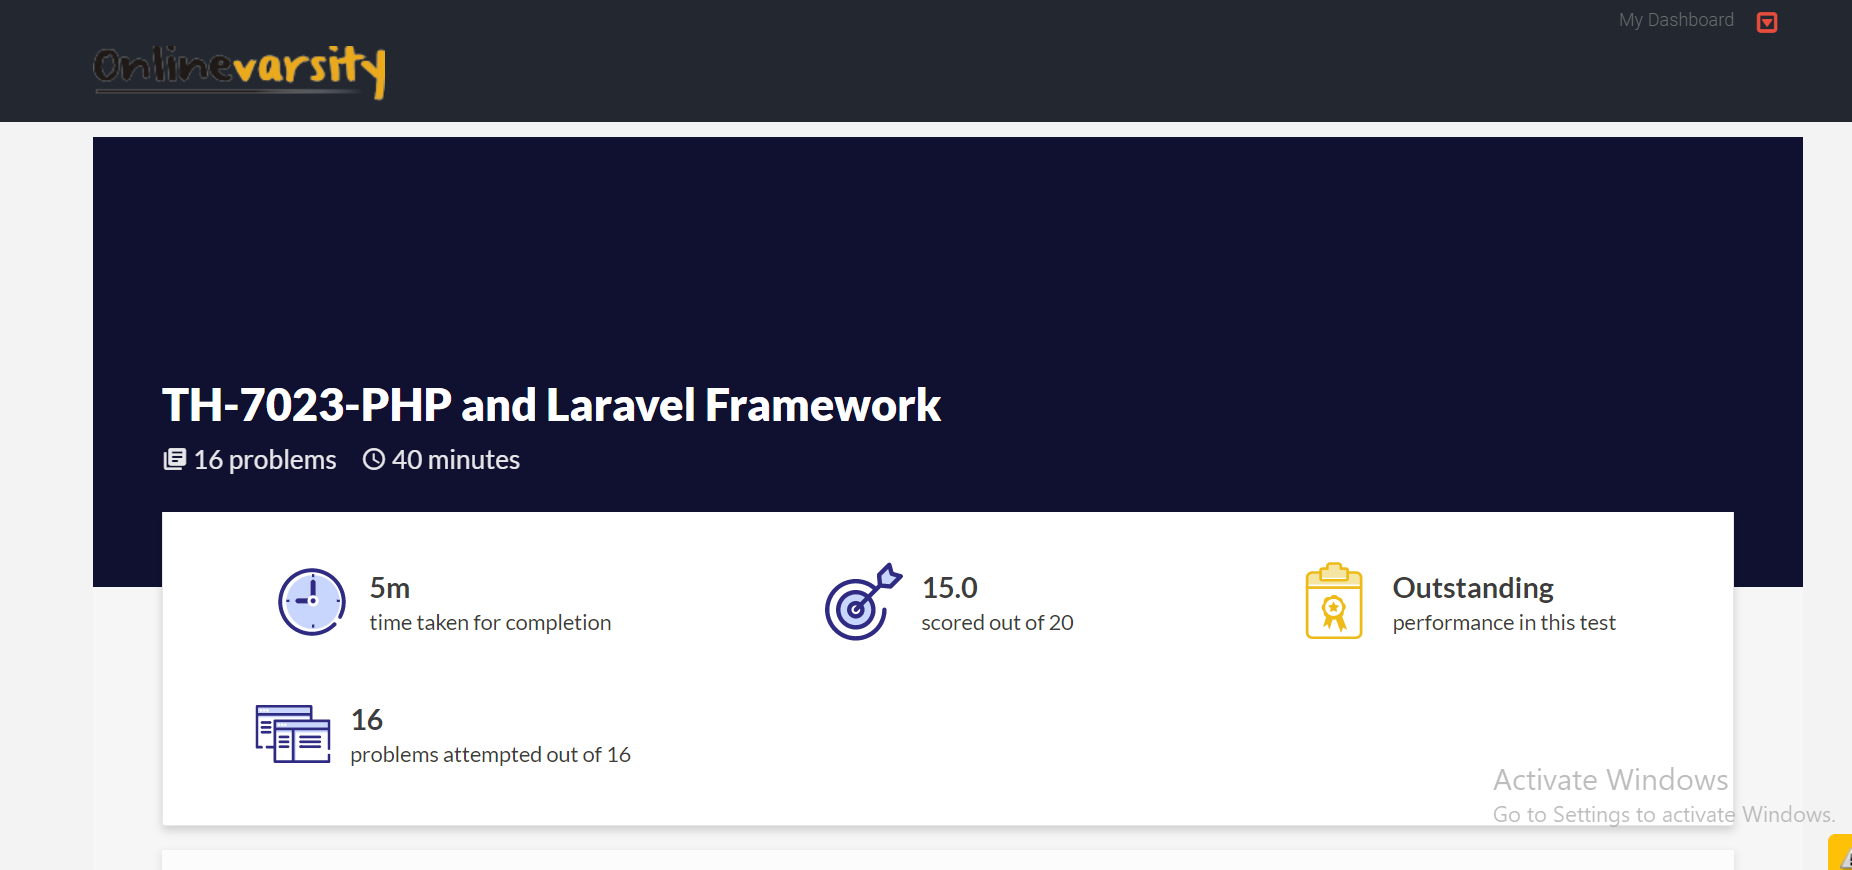 My Dashboard
Onlinevarsity
TH-7023-PHP and Laravel Framework
16 problems 40 minutes
5m
time taken for completion
15.0
scored out of 20
Outstanding
performance in this test
16
problems attempted out of 16
Activate Windows
Go to Settings to activate Windows.